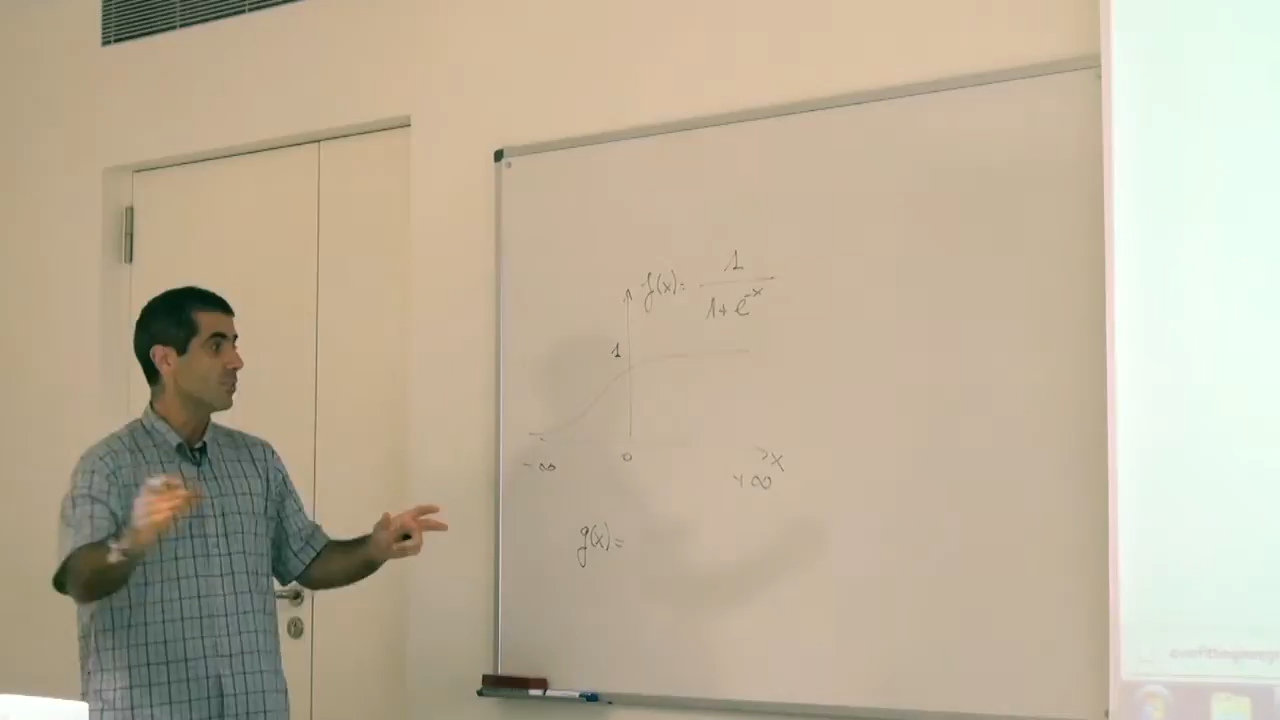 f(x)= 1/(1+e^-x)
1
-∞ 0 x
+∞
g(x)=